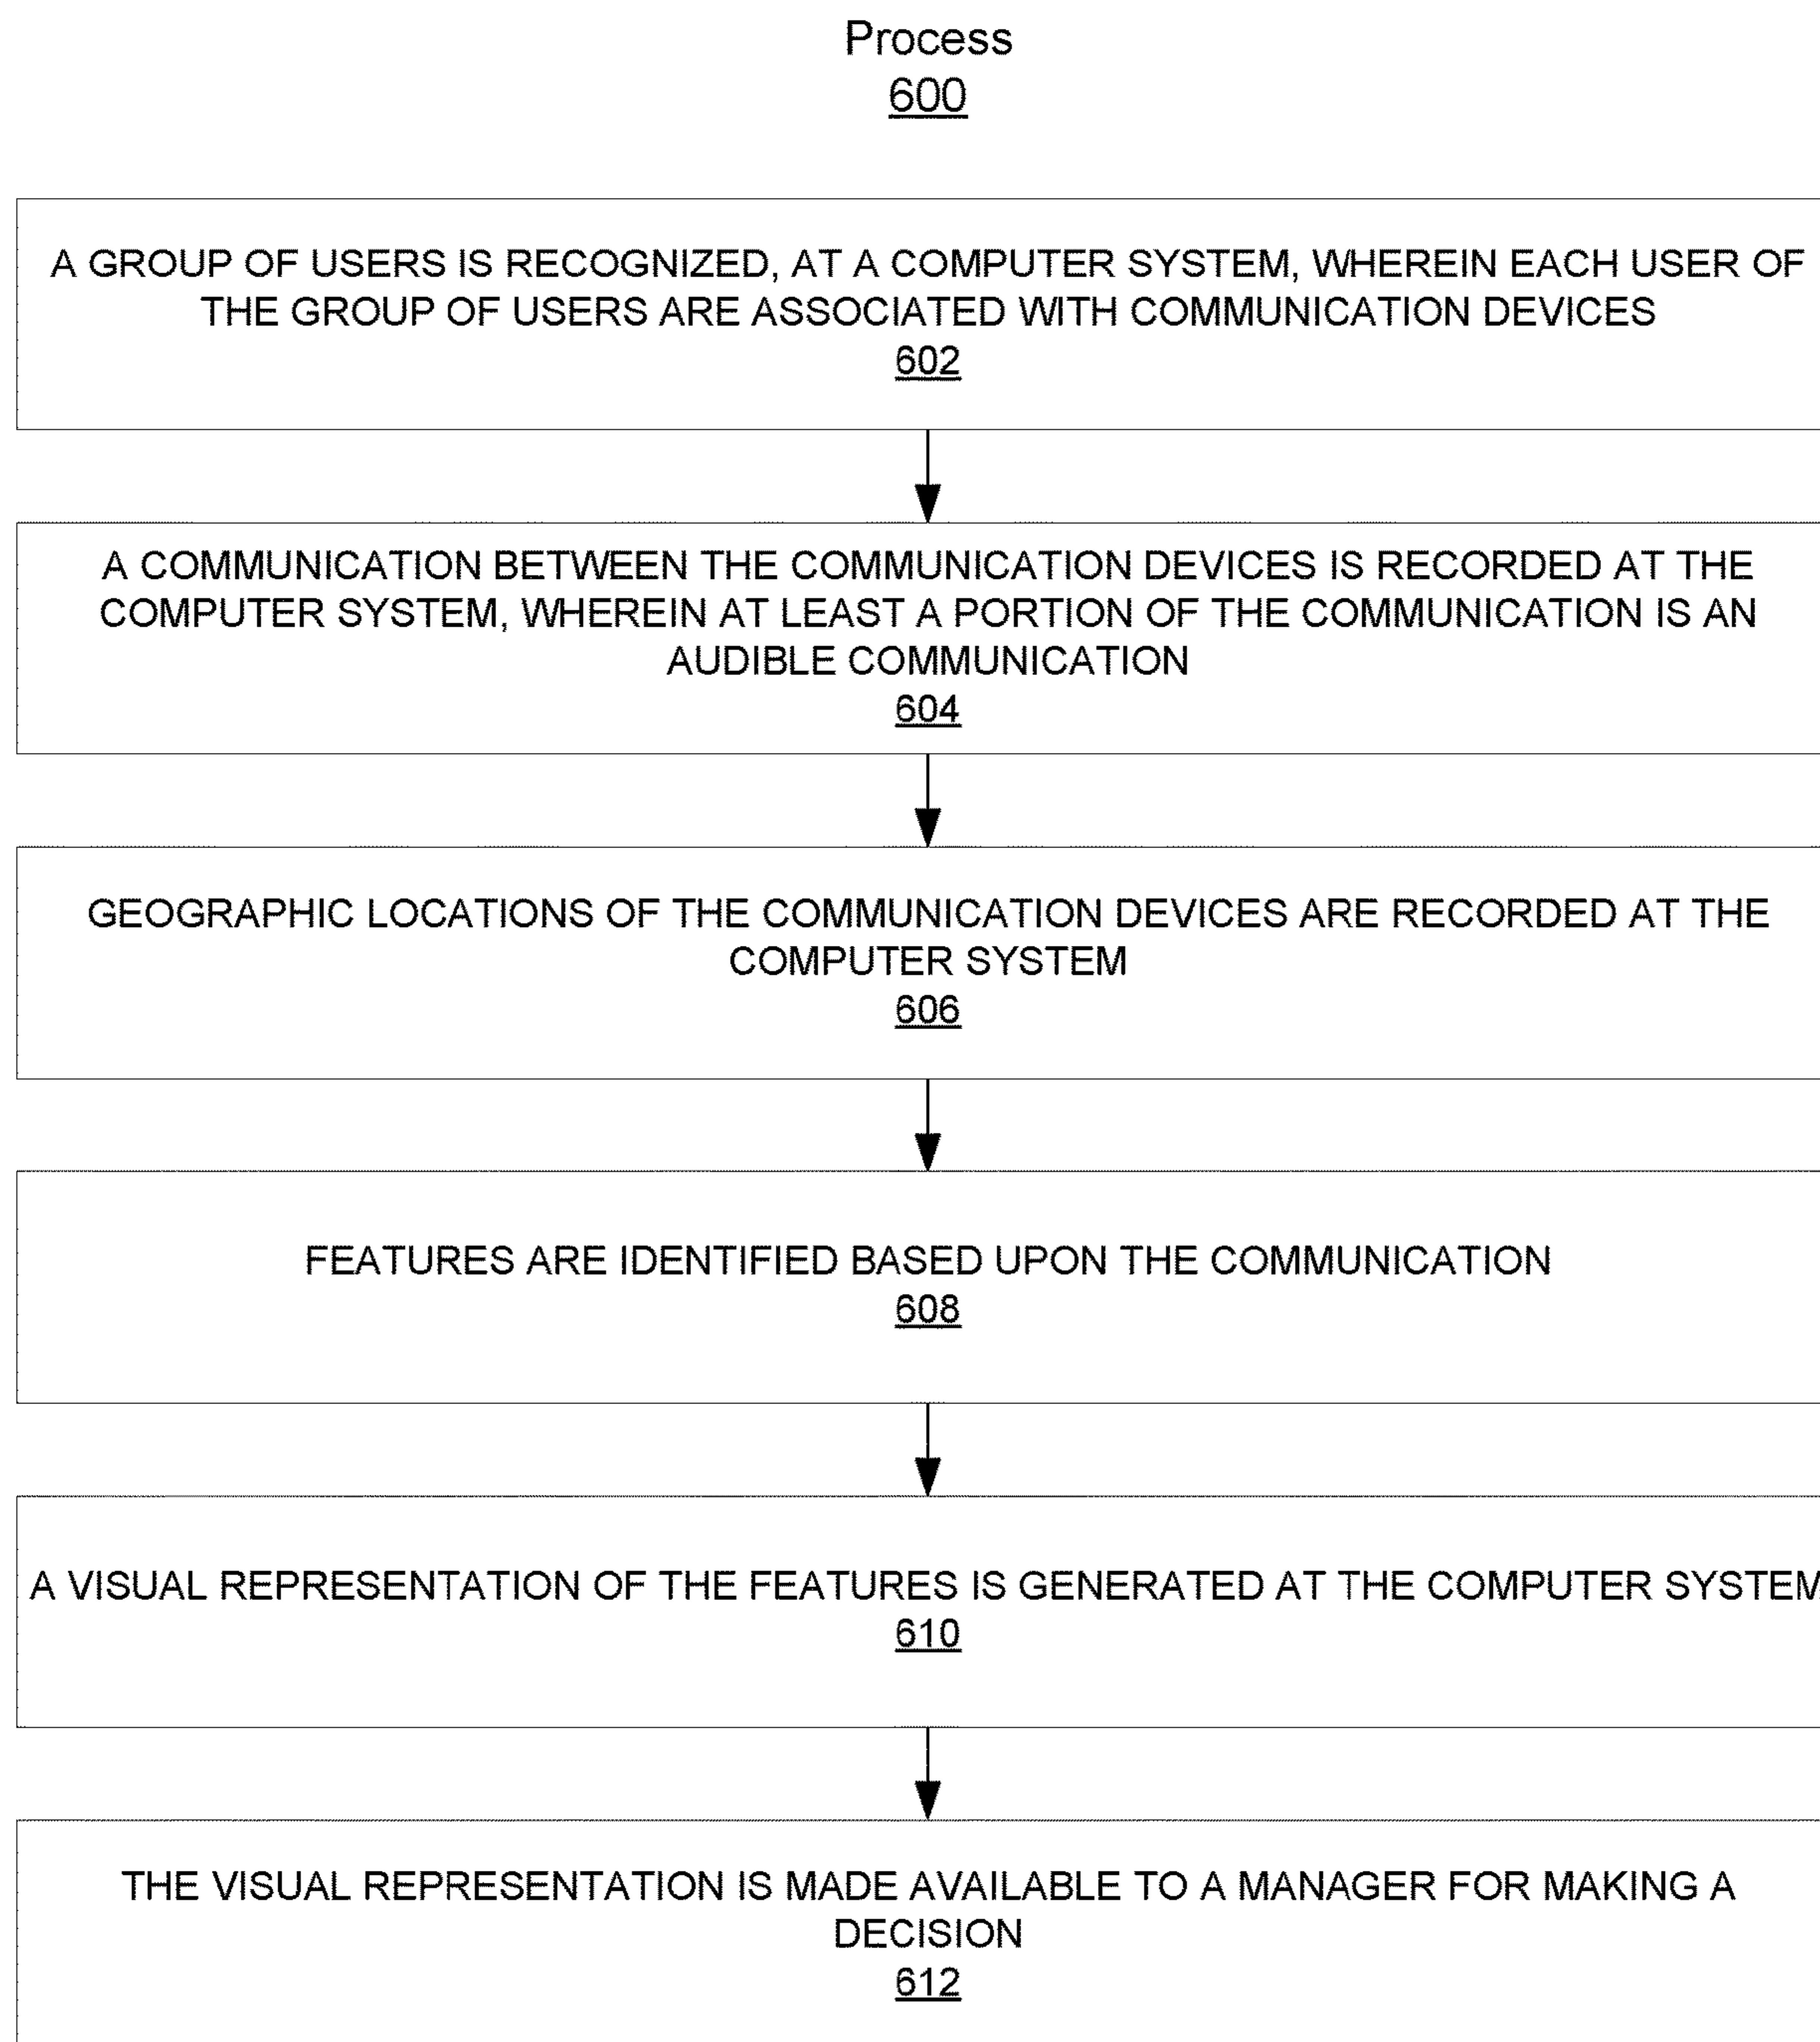 Process
600
A GROUP OF USERS IS RECOGNIZED, AT A COMPUTER SYSTEM, WHEREIN EACH USER OF
THE GROUP OF USERS ARE ASSOCIATED WITH COMMUNICATION DEVICES
602
A COMMUNICATION BETWEEN THE COMMUNICATION DEVICES IS RECORDED AT THE
COMPUTER SYSTEM, WHEREIN AT LEAST A PORTION OF THE COMMUNICATION IS AN
AUDIBLE COMMUNICATION
604
GEOGRAPHIC LOCATIONS OF THE COMMUNICATION DEVICES ARE RECORDED AT THE
COMPUTER SYSTEM
606
FEATURES ARE IDENTIFIED BASED UPON THE COMMUNICATION
608
A VISUAL REPRESENTATION OF THE FEATURES IS GENERATED AT THE COMPUTER SYSTEM
610
THE VISUAL REPRESENTATION IS MADE AVAILABLE TO A MANAGER FOR MAKING A
DECISION
612